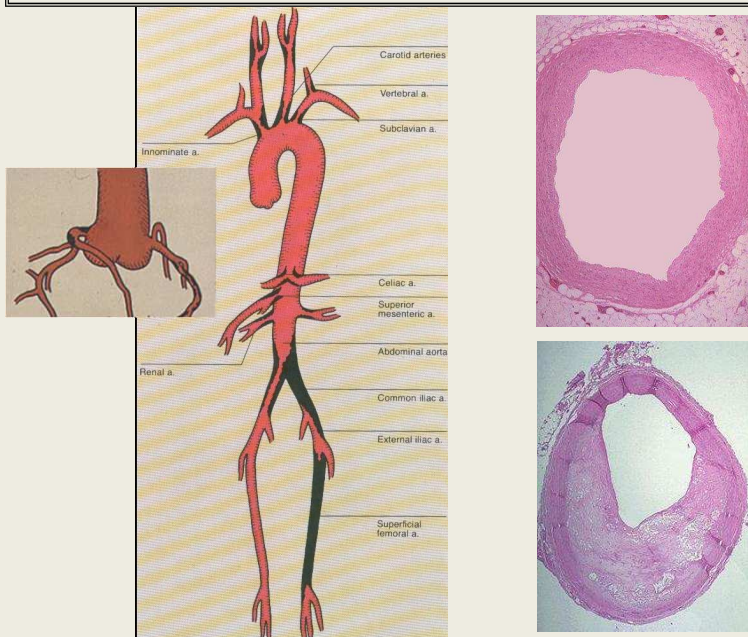 Carotid arteries
Vertebral a.
Subclavian a.
Innominate a.
Celiac a.
Superior
mesenteric a.
Abdominal aorta
Renal a.
Common iliac a.
External iliac a.
Superficial
femoral a.